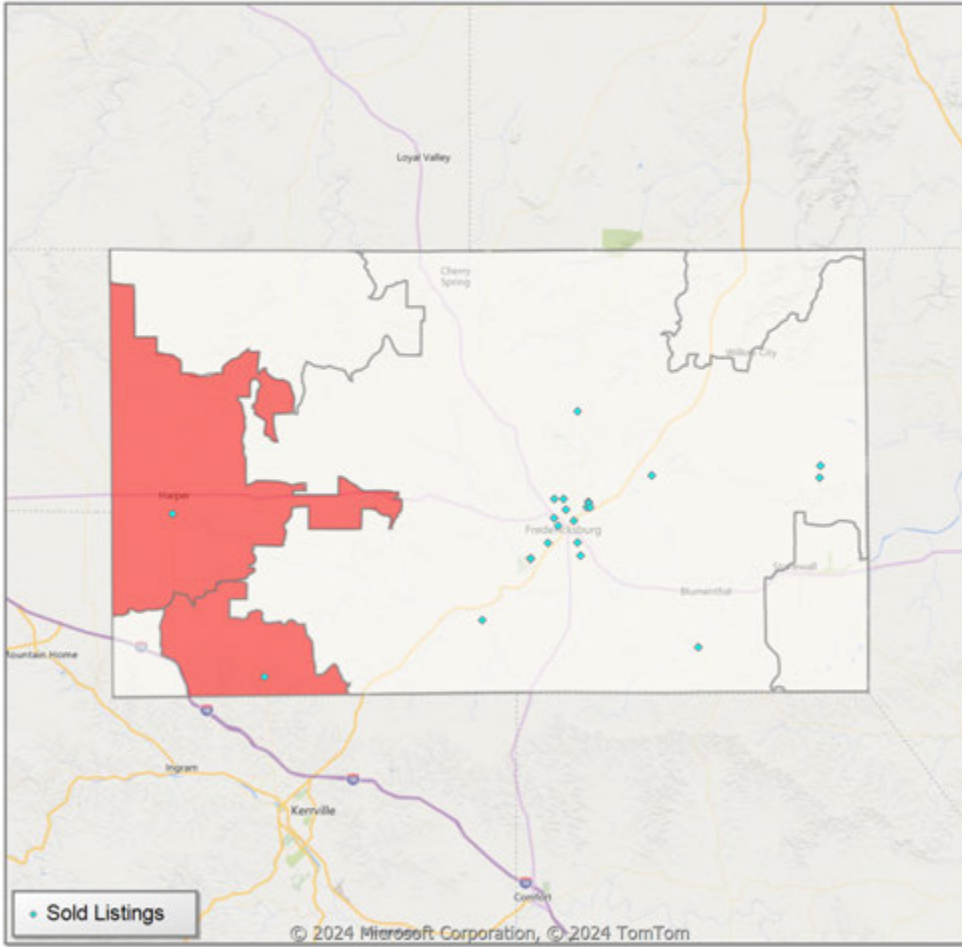 Loyal Valley
Cherry
Spring
Willow City
Harper
Fredericksburg
Stonewall
Blumenthal
Mountain Home
Ingram
Kerrville
Comfort
Sold Listings
© 2024 Microsoft Corporation, © 2024 TomTom